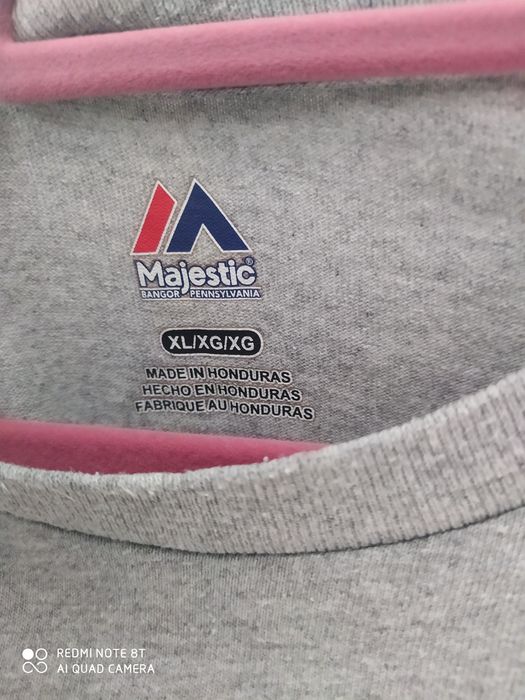 Majestic®
BANGOR PENNSYLVANIA
XL/XG/XG
MADE IN HONDURAS
HECHO EN HONDURAS
FABRIQUE AU HONDURAS
REDMI NOTE 8T
AI QUAD CAMERA